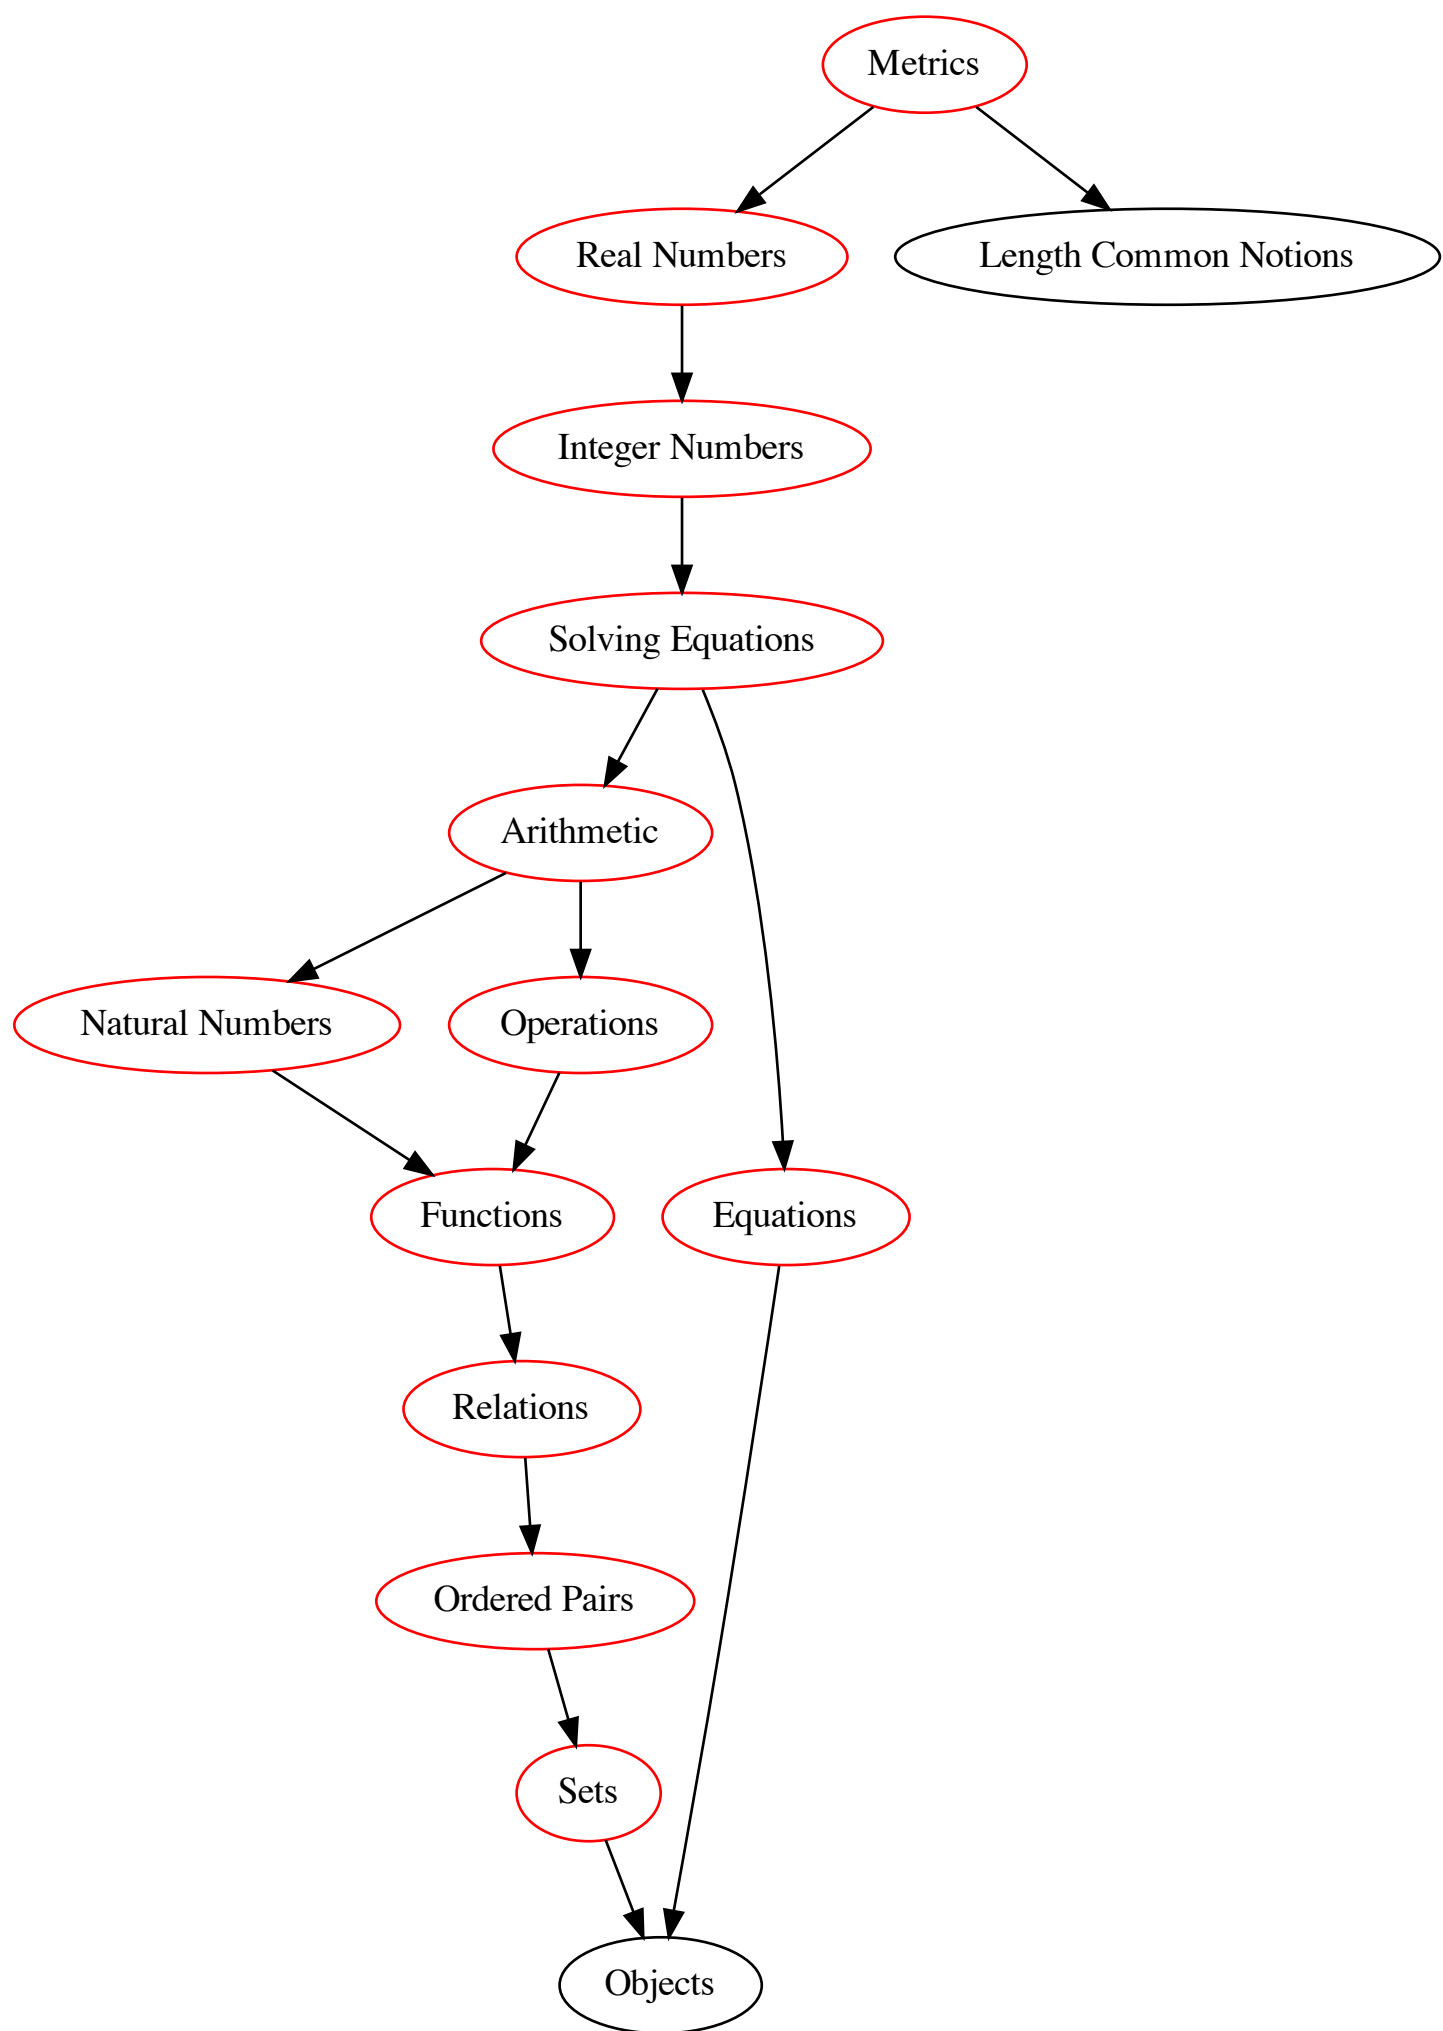 Metrics
Real Numbers
Length Common Notions
Integer Numbers
Solving Equations
Arithmetic
Natural Numbers
Operations
Functions
Equations
Relations
Ordered Pairs
Sets
Objects